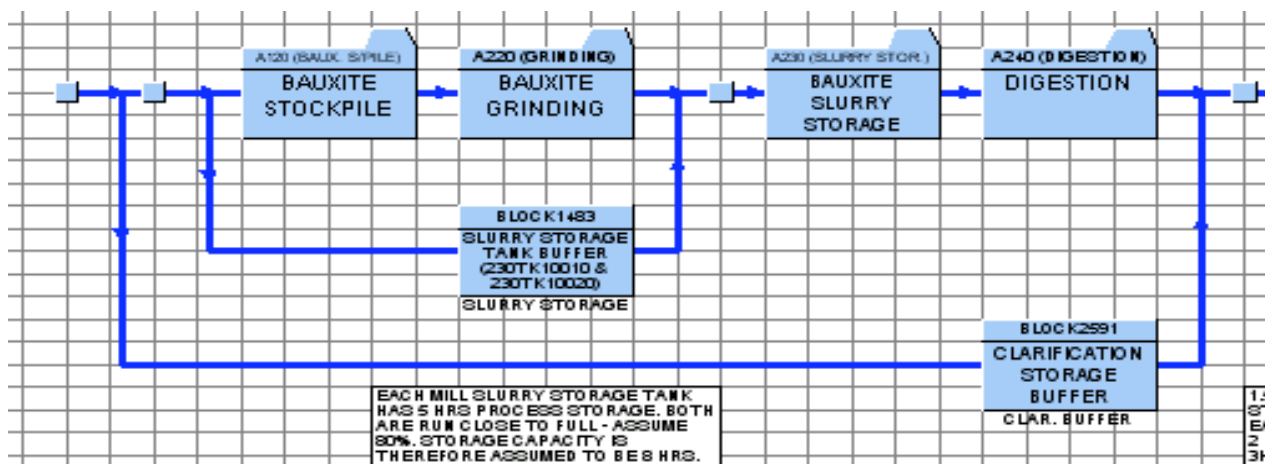 A120 (BAUX. S/PILE)
BAUXITE
STOCKPILE
A220 (GRINDING)
BAUXITE
GRINDING
A230 (SLURRY STOR.)
BAUXITE
SLURRY
STORAGE
A240 (DIGESTION)
DIGESTION
BLOCK1483
SLURRY STORAGE
TANK BUFFER
(230TK10010 &
230TK10020)
SLURRY STORAGE
BLOCK2591
CLARIFICATION
STORAGE
BUFFER
CLAR. BUFFER
EACH MILL SLURRY STORAGE TANK
HAS 5 HRS PROCESS STORAGE. BOTH
ARE RUN CLOSE TO FULL - ASSUME
80%. STORAGE CAPACITY IS
THEREFORE ASSUMED TO BE 8 HRS.